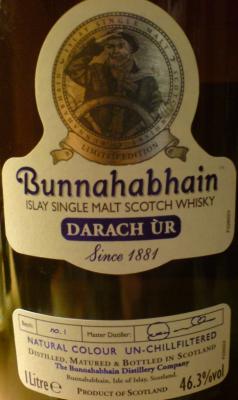 BUNNAHABHAIN
LIMITED EDITION
Bunnahabhain
ISLAY SINGLE MALT SCOTCH WHISKY
DARACH ÙR
Since 1881
Batch: no. 1 Master Distiller:
NATURAL COLOUR UN-CHILLFILTERED
DISTILLED, MATURED & BOTTLED IN SCOTLAND
The Bunnahabhain Distillery Company
Bunnahabhain, Isle of Islay, Scotland.
1 Litre ℮ PRODUCT OF SCOTLAND 46.3%vol